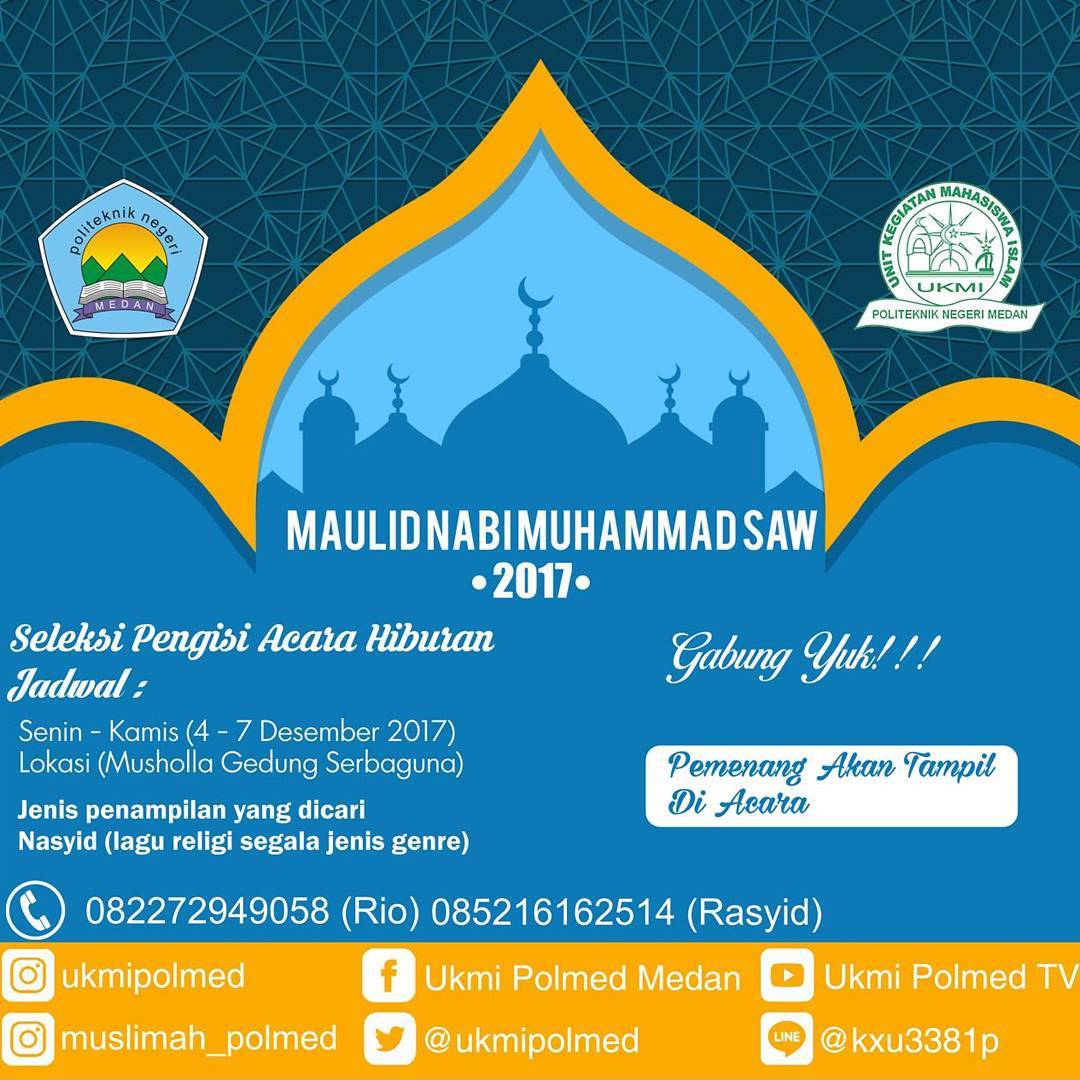 politeknik negeri
MEDAN
UNIT KEGIATAN MAHASISWA ISLAM
UKMI
POLITEKNIK NEGERI MEDAN
MAULID NABI MUHAMMAD SAW
•2017•
Seleksi Pengisi Acara Hiburan
Jadwal :
Senin - Kamis (4 - 7 Desember 2017)
Lokasi (Musholla Gedung Serbaguna)
Jenis penampilan yang dicari
Nasyid (lagu religi segala jenis genre)
Gabung Yuk!!!
Pemenang Akan Tampil
Di Acara
082272949058 (Rio) 085216162514 (Rasyid)
ukmipolmed
Ukmi Polmed Medan
Ukmi Polmed TV
muslimah_polmed
@ukmipolmed
LINE
@kxu3381p